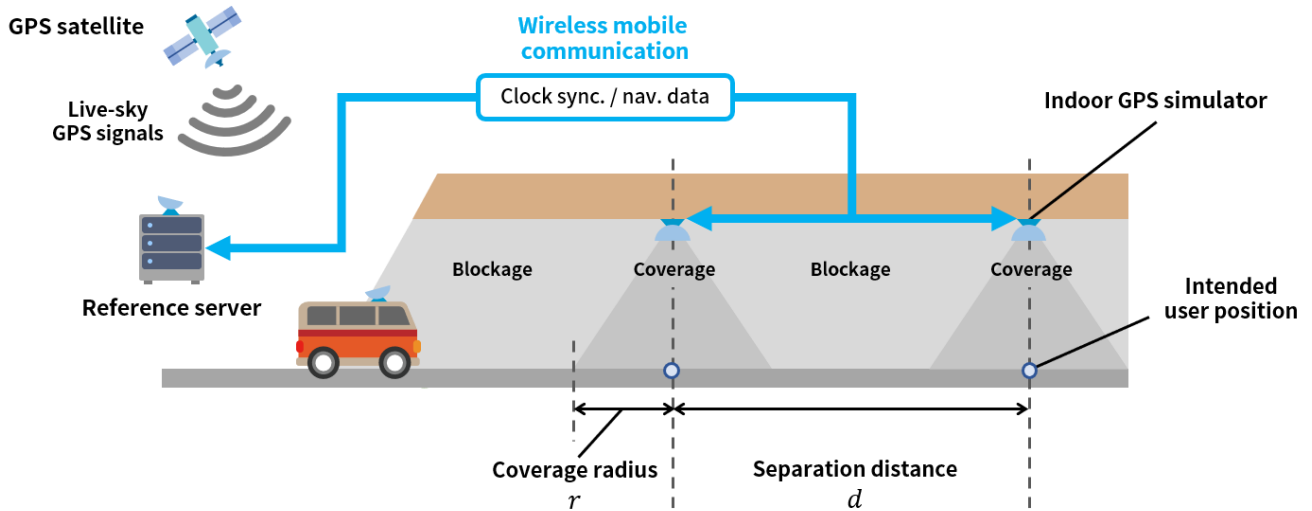 GPS satellite
Live-sky
GPS signals
Wireless mobile
communication
Clock sync. / nav. data
Indoor GPS simulator
Blockage
Coverage
Blockage
Coverage
Reference server
Intended
user position
Coverage radius
r
Separation distance
d